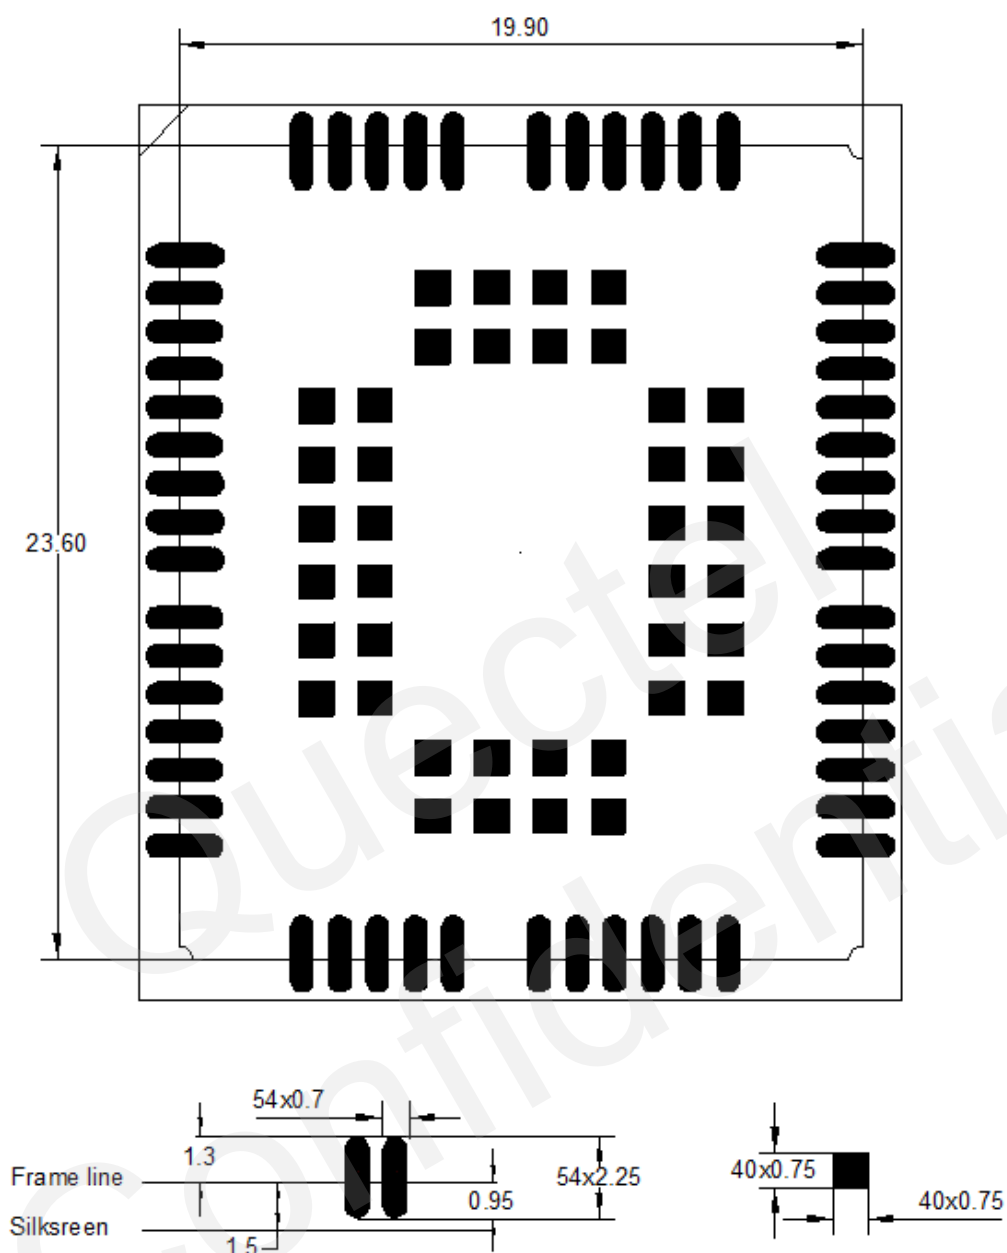 19.90
23.60
54x0.7
1.3
Frame line
54x2.25
0.95
Silksreen
1.5
40x0.75
40x0.75
Quectel
Confidential